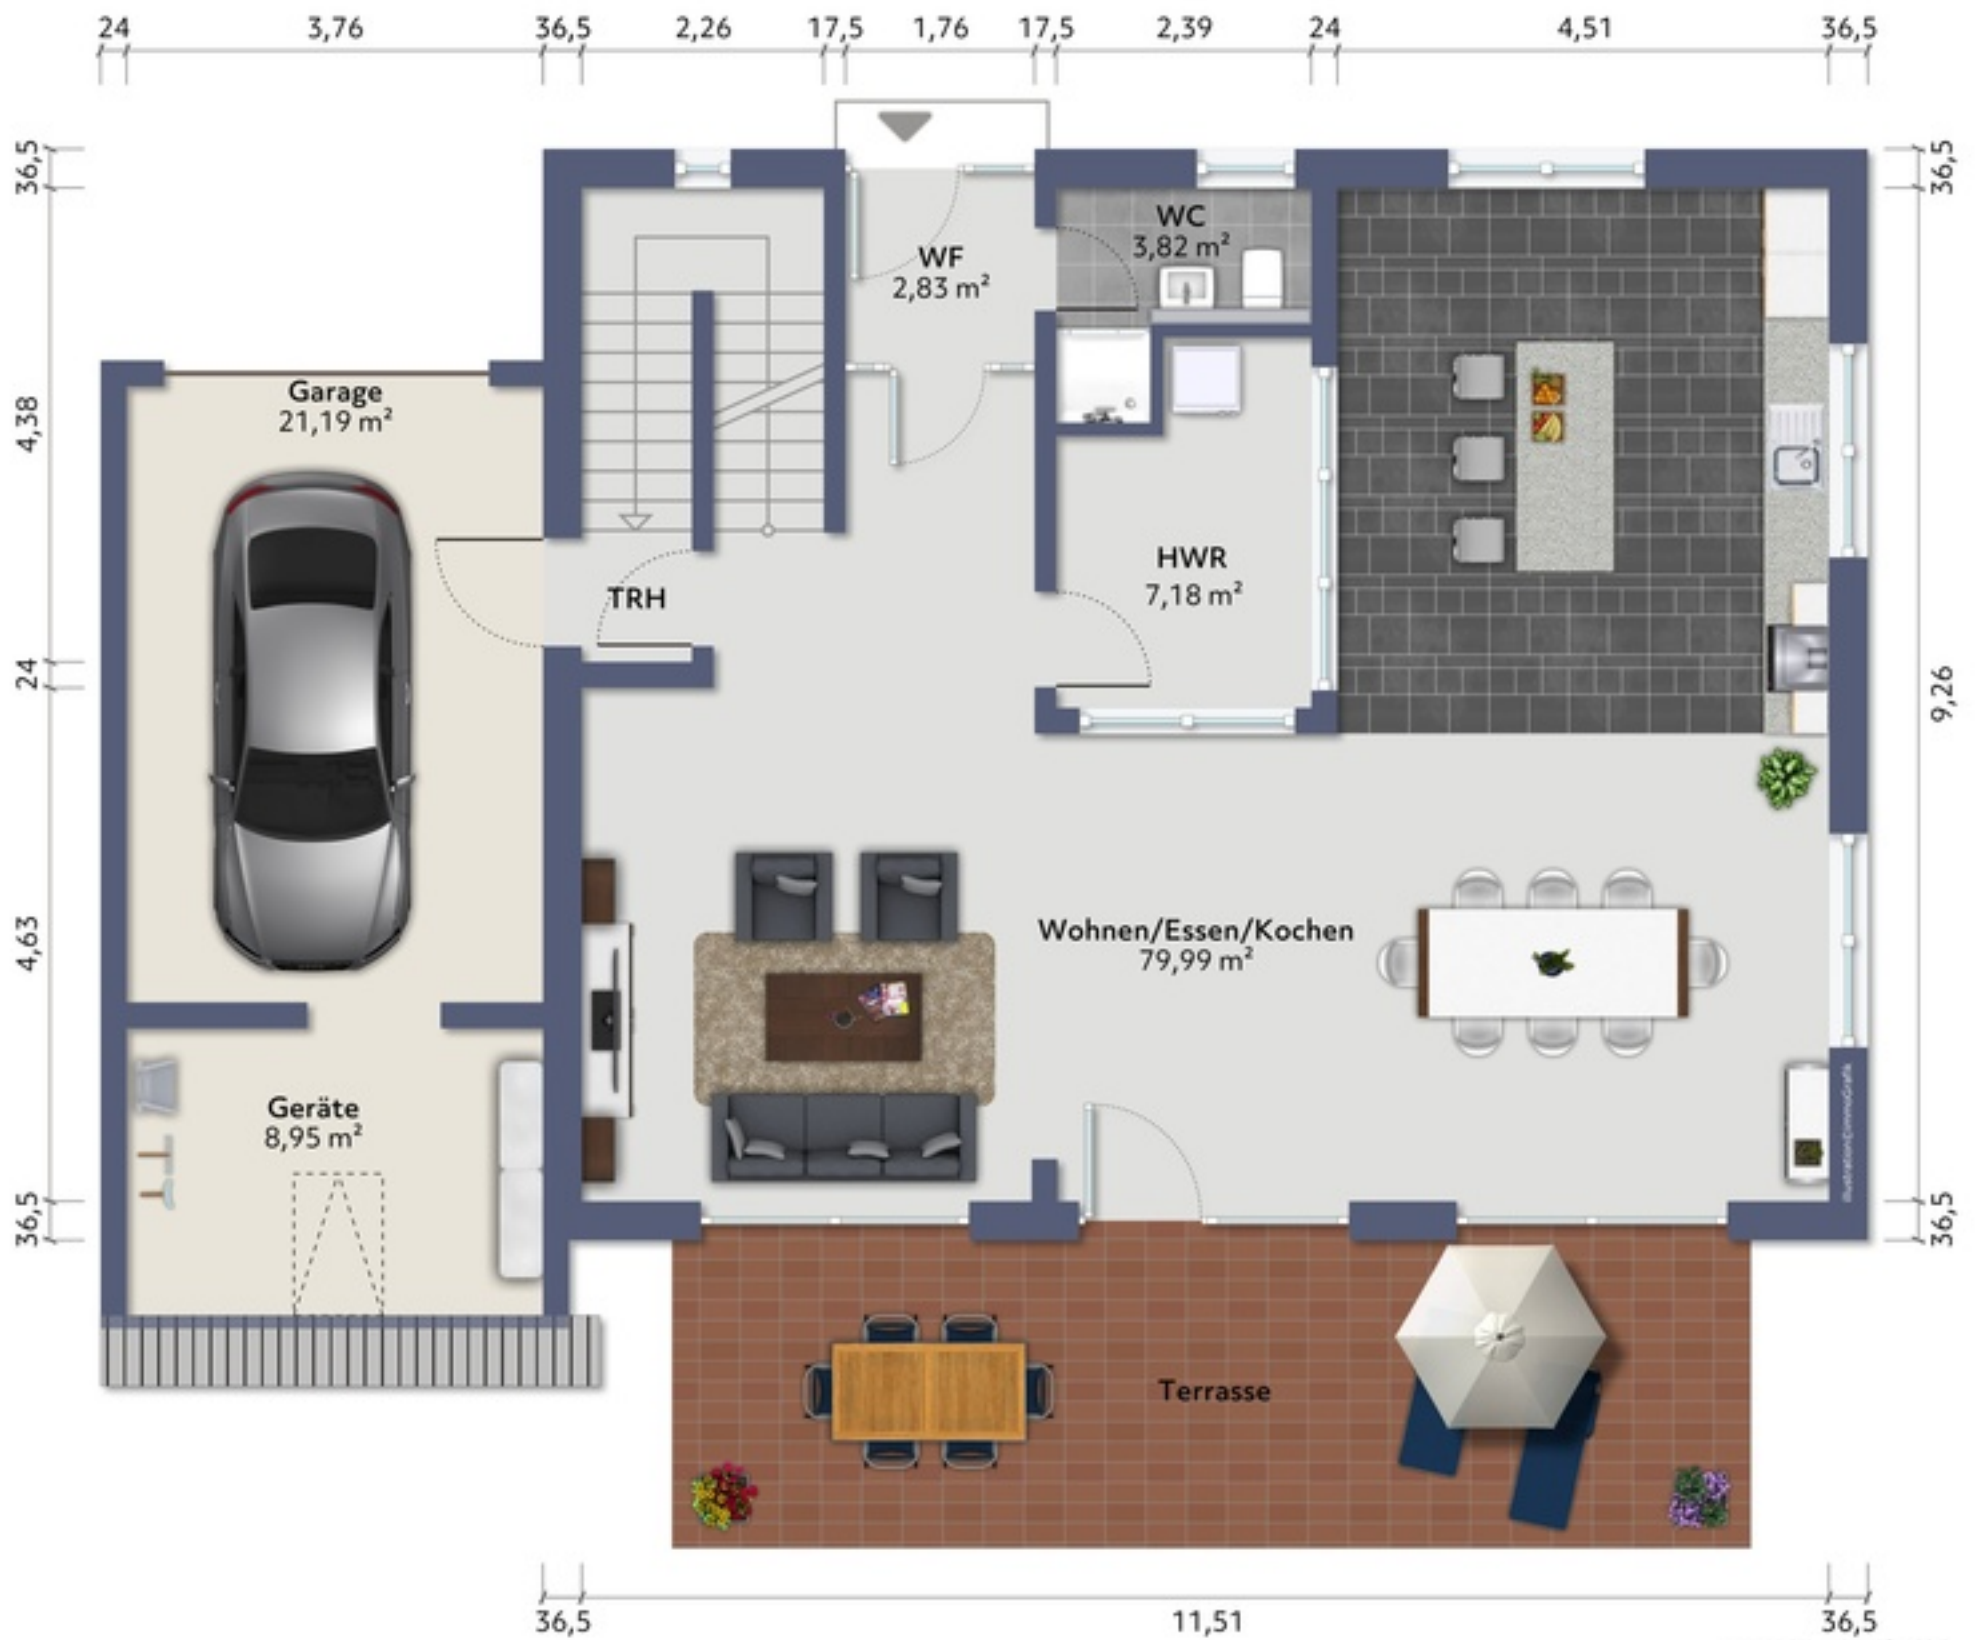 24 3,76 36,5 2,26 17,5 1,76 17,5 2,39 24 4,51 36,5
36,5
36,5
WC
3,82 m²
WF
2,83 m²
Garage
21,19 m²
4,38
HWR
7,18 m²
TRH
24
9,26
Wohnen/Essen/Kochen
79,99 m²
4,63
Geräte
8,95 m²
Illustration©ImmoGrafik
36,5
36,5
Terrasse
36,5 11,51 36,5